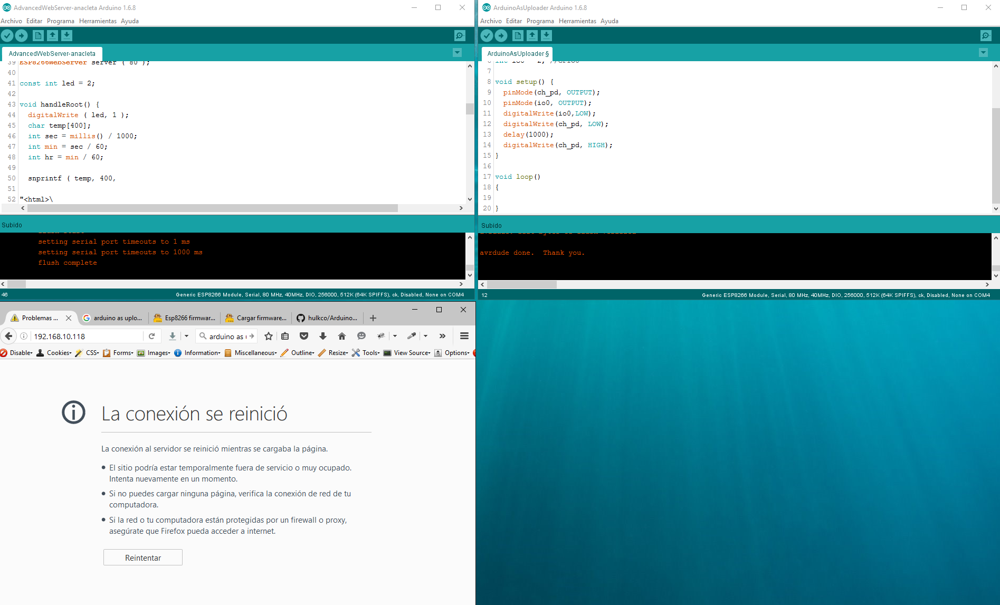 AdvancedWebServer-anacleta Arduino 1.6.8
Archivo Editar Programa Herramientas Ayuda
AdvancedWebServer-anacleta
39 ESP8266WebServer server ( 80 );
40
41 const int led = 2;
42
43 void handleRoot() {
44 digitalWrite ( led, 1 );
45 char temp[400];
46 int sec = millis() / 1000;
47 int min = sec / 60;
48 int hr = min / 60;
49
50 snprintf ( temp, 400,
51
52 "<html>\
Subido
setting serial port timeouts to 1 ms
setting serial port timeouts to 1000 ms
flush complete
46 Generic ESP8266 Module, Serial, 80 MHz, 40MHz, DIO, 256000, 512K (64K SPIFFS), ck, Disabled, None on COM4
ArduinoAsUploader Arduino 1.6.8
Archivo Editar Programa Herramientas Ayuda
ArduinoAsUploader §
7
8 void setup() {
9 pinMode(ch_pd, OUTPUT);
10 pinMode(io0, OUTPUT);
11 digitalWrite(io0,LOW);
12 digitalWrite(ch_pd, LOW);
13 delay(1000);
14 digitalWrite(ch_pd, HIGH);
15 }
16
17 void loop()
18 {
19
20 }
Subido
avrdude done. Thank you.
12 Generic ESP8266 Module, Serial, 80 MHz, 40MHz, DIO, 256000, 512K (64K SPIFFS), ck, Disabled, None on COM4
Problemas ... arduino as uplo... Esp8266 firmwar... Cargar firmware... hulkco/Arduino...
192.168.10.118 arduino as
Disable Cookies CSS Forms Images Information Miscellaneous Outline Resize Tools View Source Options
La conexión se reinició
La conexión al servidor se reinició mientras se cargaba la página.
El sitio podría estar temporalmente fuera de servicio o muy ocupado.
Intenta nuevamente en un momento.
Si no puedes cargar ninguna página, verifica la conexión de red de tu
computadora.
Si la red o tu computadora están protegidas por un firewall o proxy,
asegúrate que Firefox pueda acceder a internet.
Reintentar